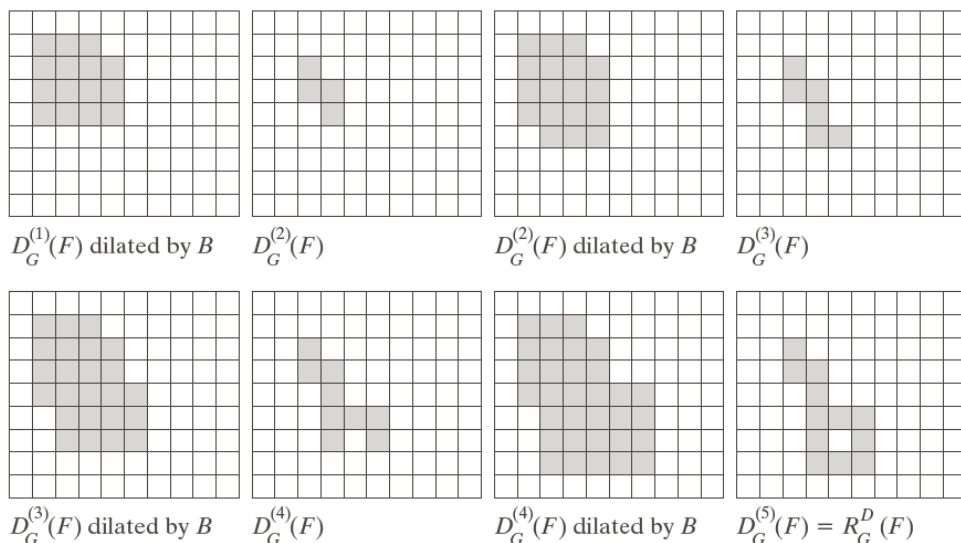 D_G^(1)(F) dilated by B
D_G^(2)(F)
D_G^(2)(F) dilated by B
D_G^(3)(F)
D_G^(3)(F) dilated by B
D_G^(4)(F)
D_G^(4)(F) dilated by B
D_G^(5)(F) = R_G^D (F)